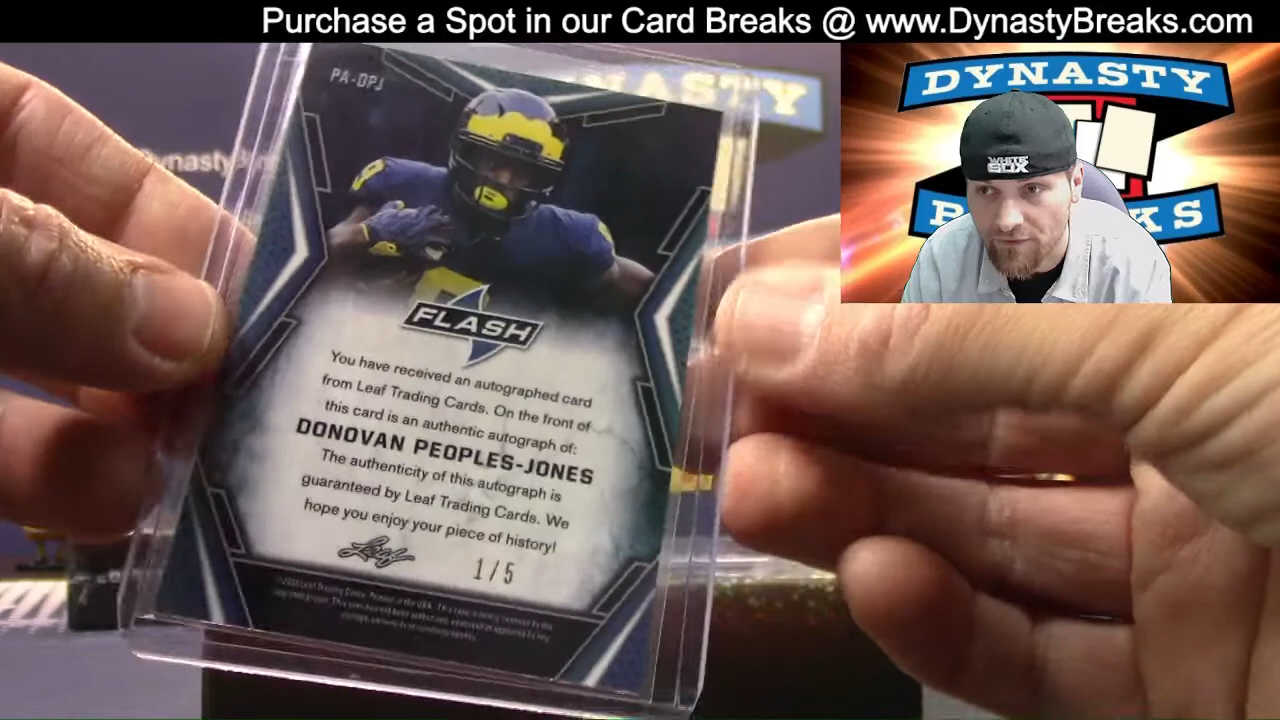 Purchase a Spot in our Card Breaks @ www.DynastyBreaks.com
DYNASTY
WHITE
SOX
PA-DPJ
FLASH
You have received an autographed card
from Leaf Trading Cards. On the front of
this card is an authentic autograph of:
DONOVAN PEOPLES-JONES
The authenticity of this autograph is
guaranteed by Leaf Trading Cards. We
hope you enjoy your piece of history!
Leaf
1/5